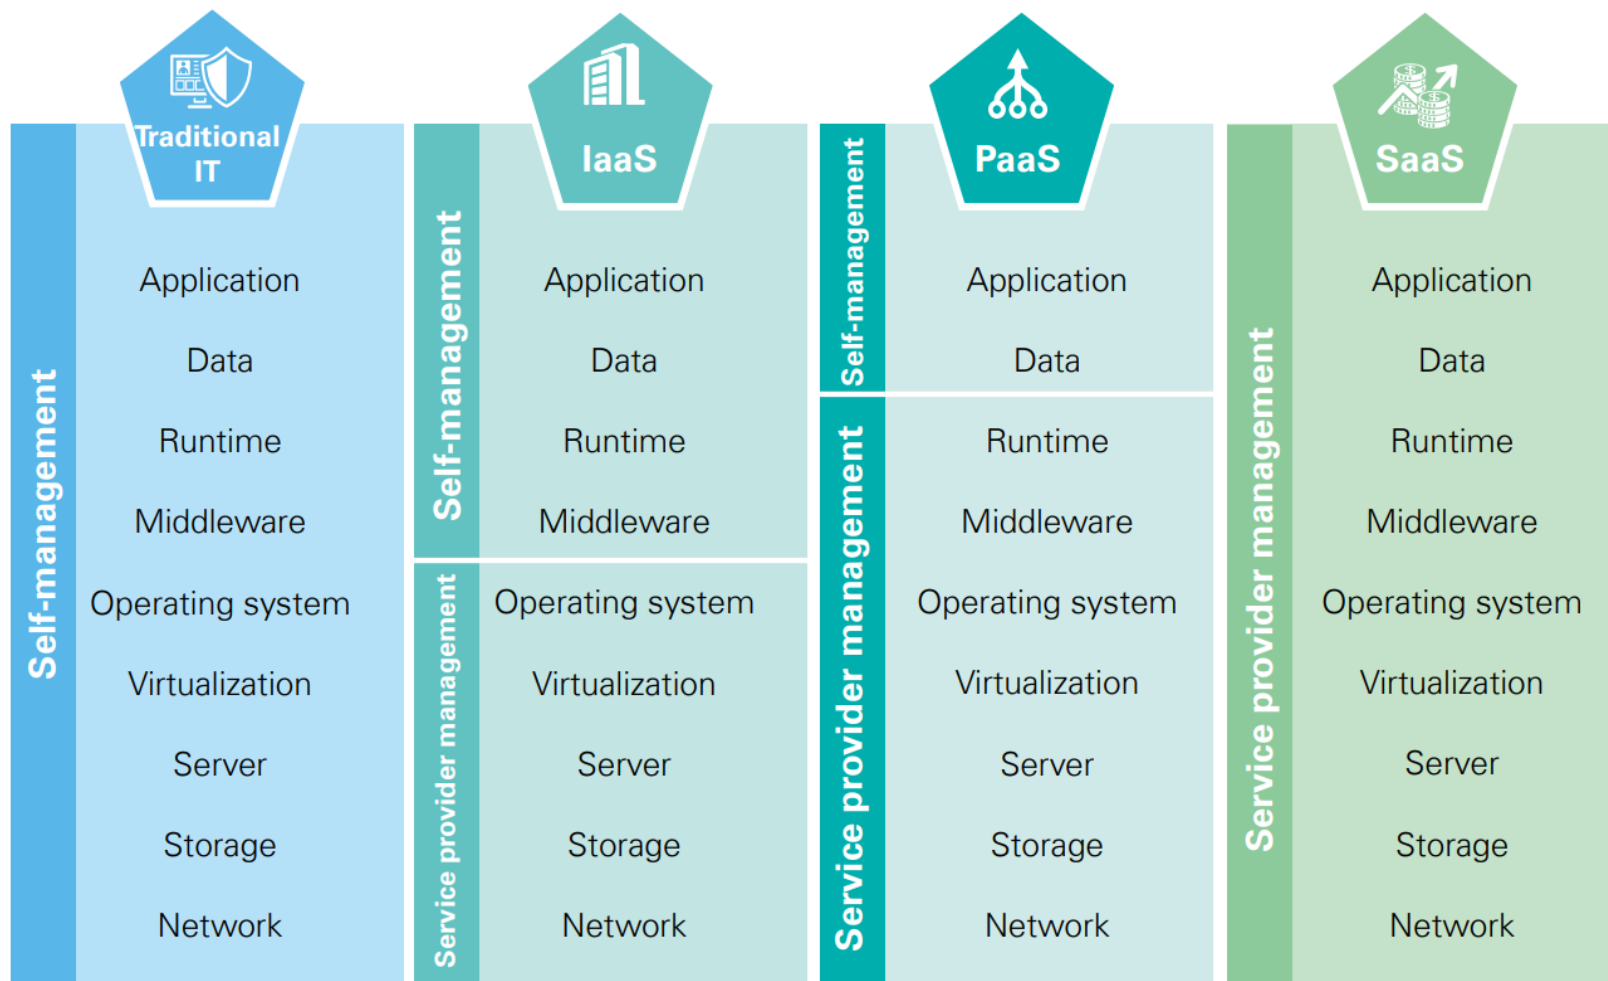 Traditional
IT
Self-management
Application
Data
Runtime
Middleware
Operating system
Virtualization
Server
Storage
Network
IaaS
Self-management
Application
Data
Runtime
Middleware
Service provider management
Operating system
Virtualization
Server
Storage
Network
PaaS
Self-management
Application
Data
Service provider management
Runtime
Middleware
Operating system
Virtualization
Server
Storage
Network
SaaS
Service provider management
Application
Data
Runtime
Middleware
Operating system
Virtualization
Server
Storage
Network